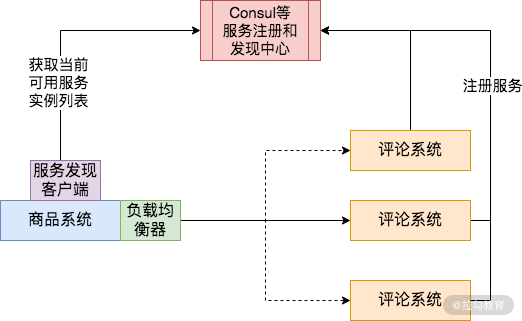 Consul等
服务注册和
发现中心
获取当前
可用服务
实例列表
注册服务
服务发现
客户端
商品系统
负载均
衡器
评论系统
评论系统
评论系统
@拉勾教育